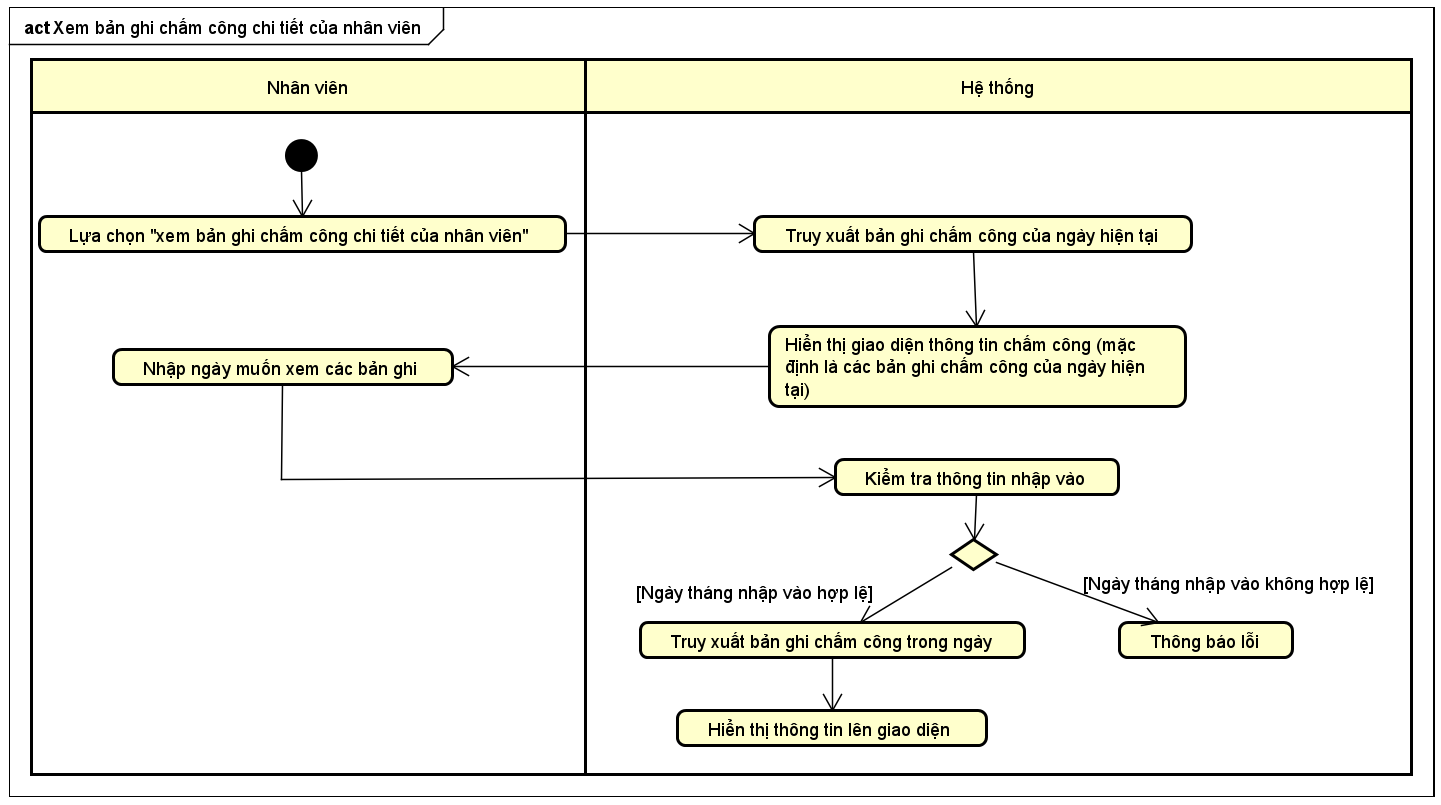 act Xem bản ghi chấm công chi tiết của nhân viên
Nhân viên
Hệ thống
Lựa chọn "xem bản ghi chấm công chi tiết của nhân viên"
Truy xuất bản ghi chấm công của ngày hiện tại
Hiển thị giao diện thông tin chấm công (mặc
định là các bản ghi chấm công của ngày hiện
tại)
Nhập ngày muốn xem các bản ghi
Kiểm tra thông tin nhập vào
[Ngày tháng nhập vào hợp lệ]
[Ngày tháng nhập vào không hợp lệ]
Truy xuất bản ghi chấm công trong ngày
Thông báo lỗi
Hiển thị thông tin lên giao diện